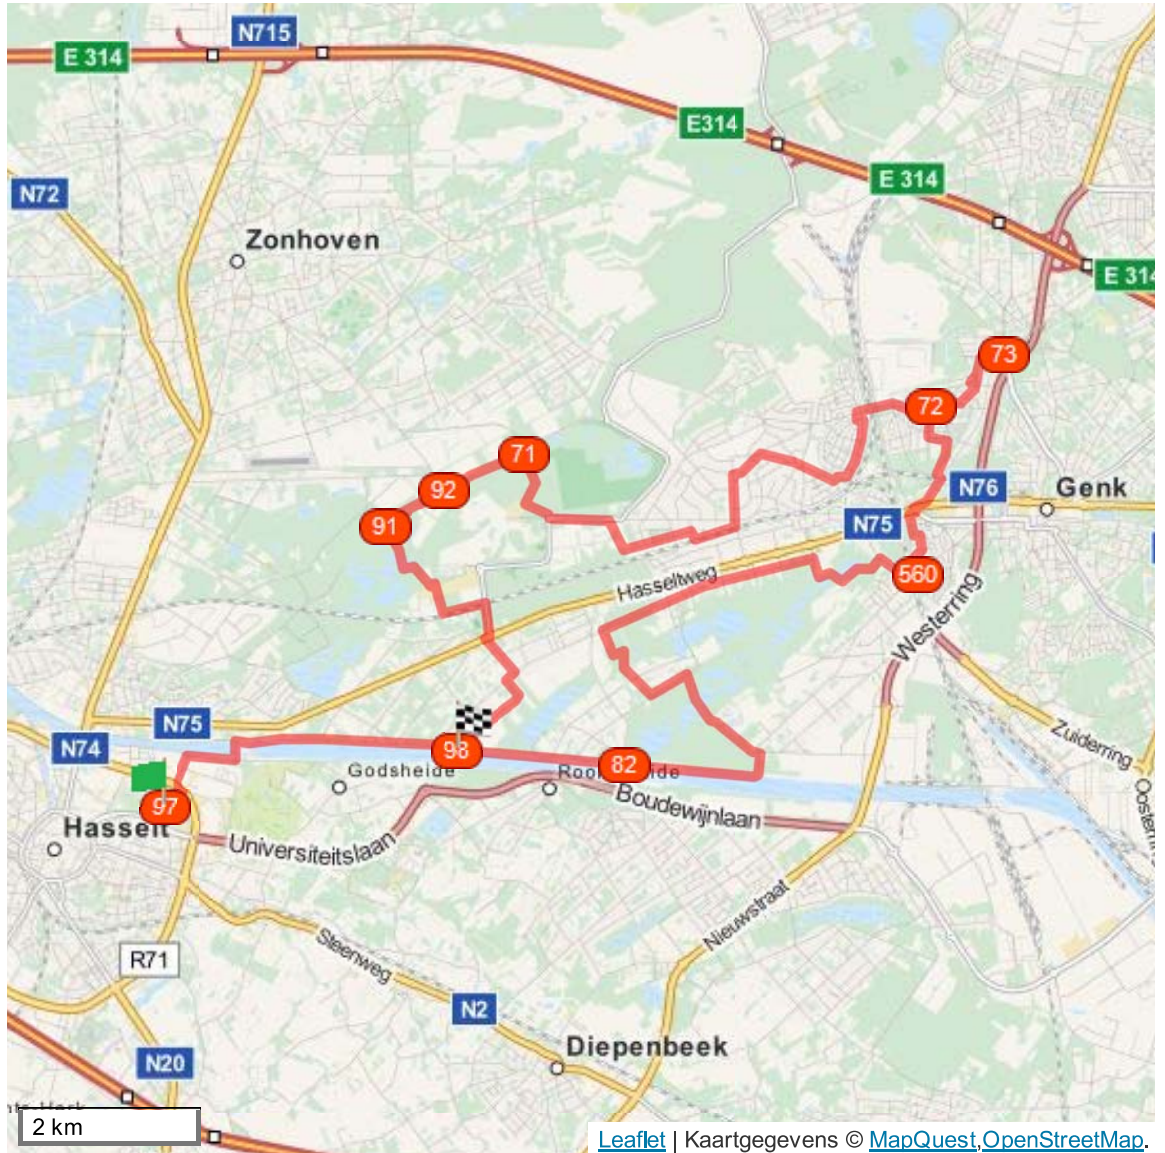 N715
E 314
E314
E 314
N72
Zonhoven
E 314
73
72
71
92
N76
Genk
91
N75
Hasseltweg
560
Westerring
N75
Zuiderring
N74
98
82
Godsheide
97
Boudewijnlaan
Hasselt
Universiteitslaan
Nieuwstraat
Steenweg
R71
N2
Diepenbeek
N20
2 km
Leaflet | Kaartgegevens © MapQuest,OpenStreetMap.